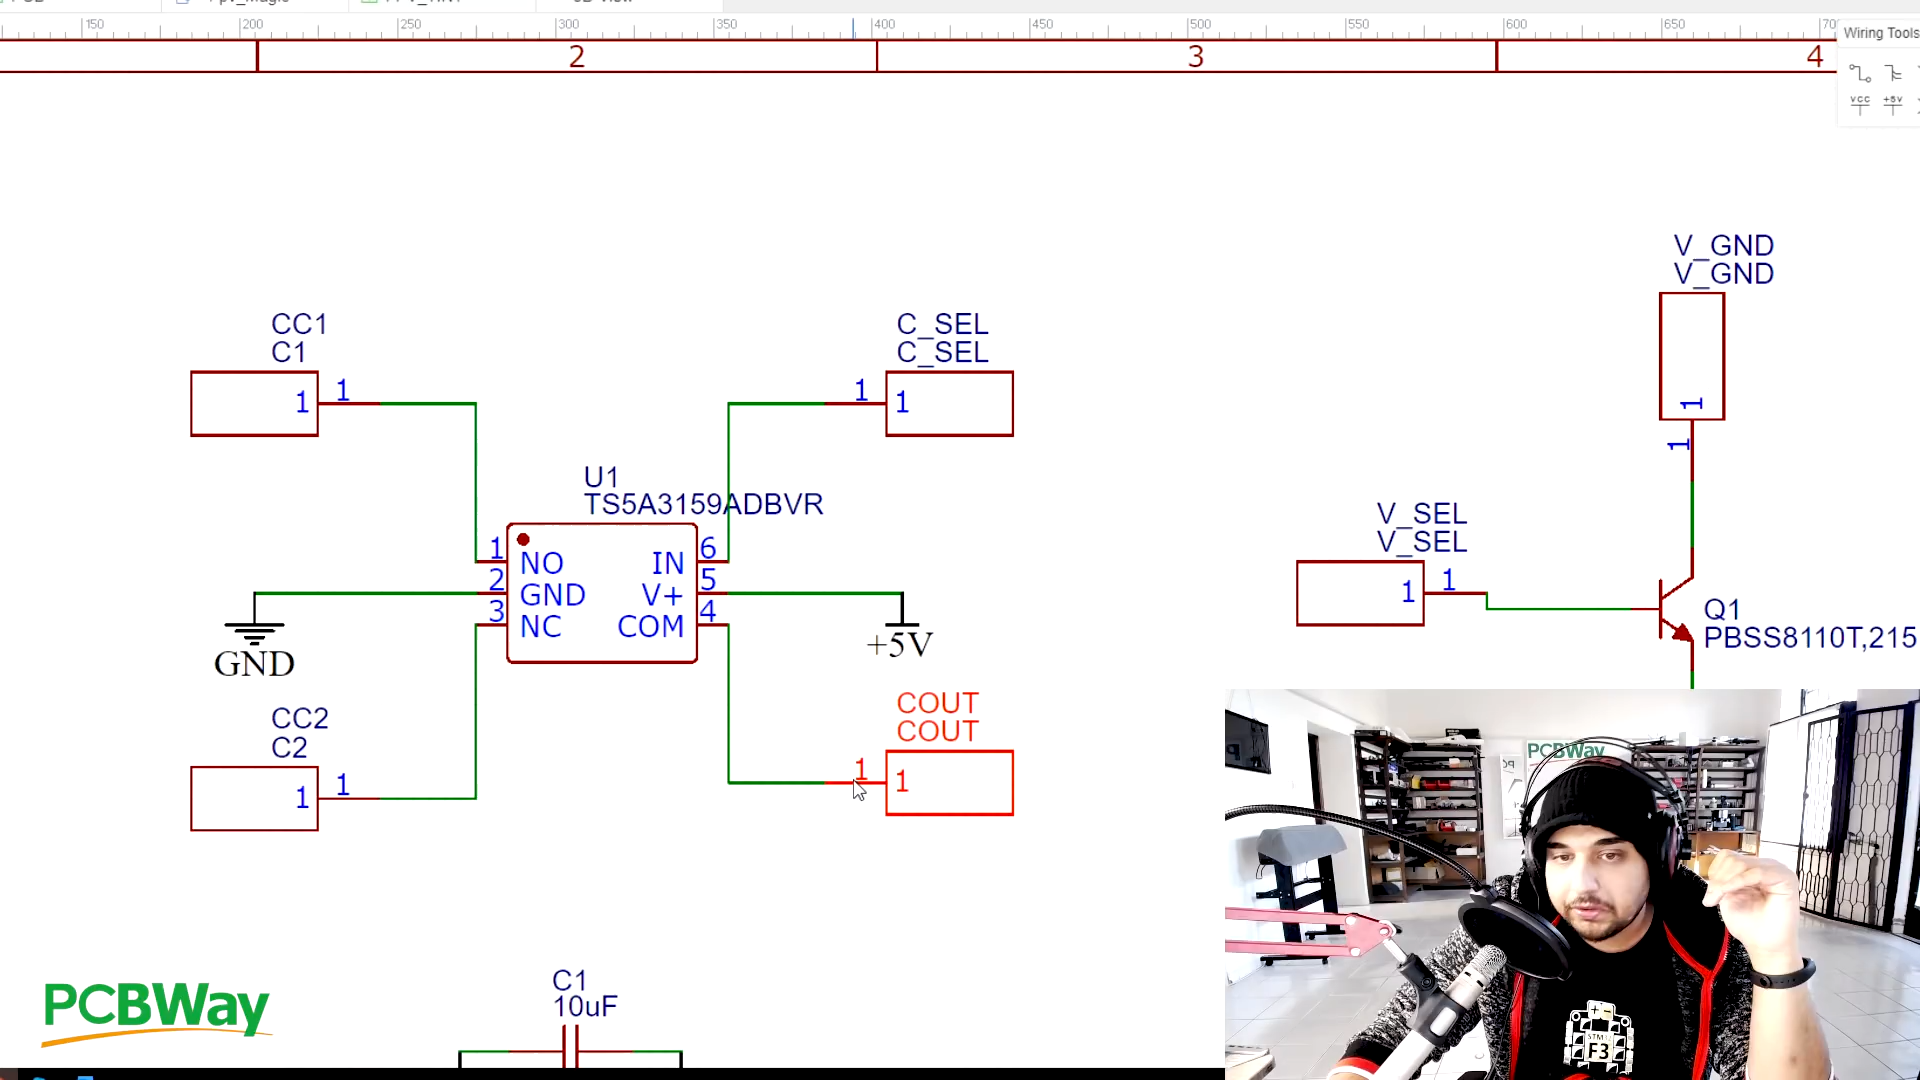 150
200
250
300
350
400
450
500
550
600
650
2
3
4
Wiring Tools
VCC
+5V
V_GND
V_GND
1
1
CC1
C1
1
1
C_SEL
C_SEL
1
1
U1
TS5A3159ADBVR
1 NO
2 GND
3 NC
IN 6
V+ 5
COM 4
GND
+5V
V_SEL
V_SEL
1
1
Q1
PBSS8110T,215
CC2
C2
1
1
COUT
COUT
1
1
C1
10uF
PCBWay
PCBWay
STM32
F3